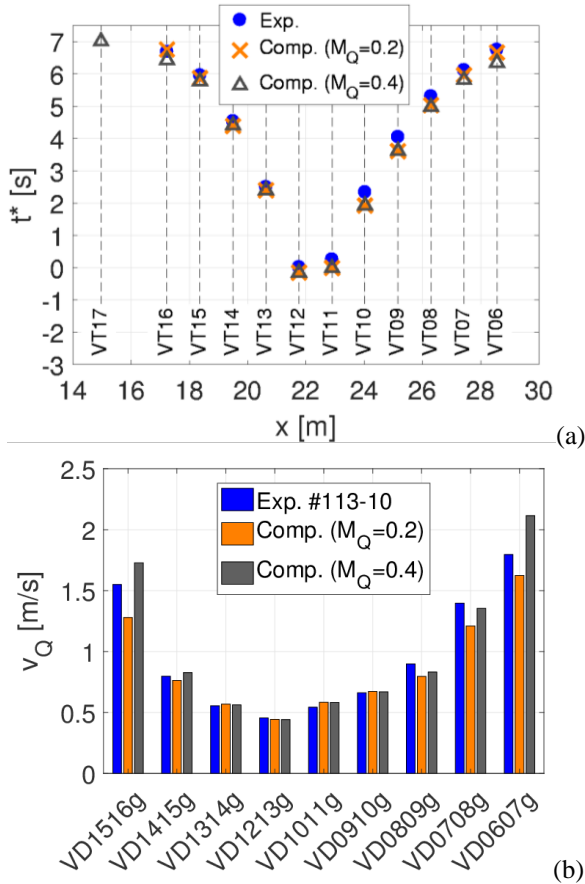 7
6
5
4
3
2
1
0
-1
-2
-3
t* [s]
Exp.
Comp. (M_Q=0.2)
Comp. (M_Q=0.4)
VT17
VT16
VT15
VT14
VT13
VT12
VT11
VT10
VT09
VT08
VT07
VT06
14 16 18 20 22 24 26 28 30
x [m]
(a)
2.5
2
1.5
1
0.5
0
v_Q [m/s]
Exp. #113-10
Comp. (M_Q=0.2)
Comp. (M_Q=0.4)
VD1516g
VD1415g
VD1314g
VD1213g
VD1011g
VD0910g
VD0809g
VD0708g
VD0607g
(b)